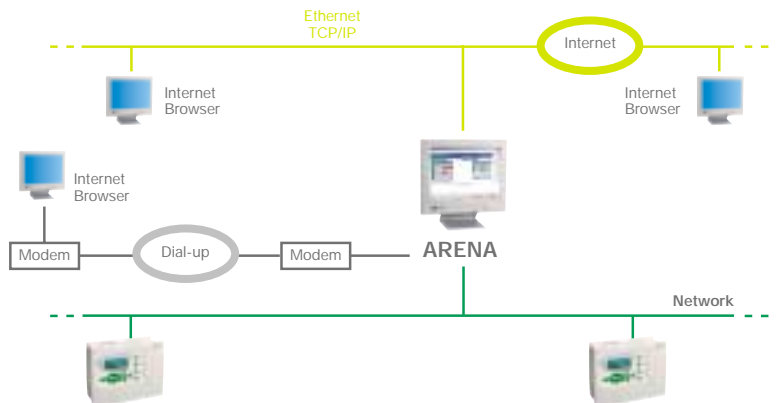 Ethernet
TCP/IP
Internet
Internet
Browser
Internet
Browser
Internet
Browser
Modem
Dial-up
Modem
ARENA
Network